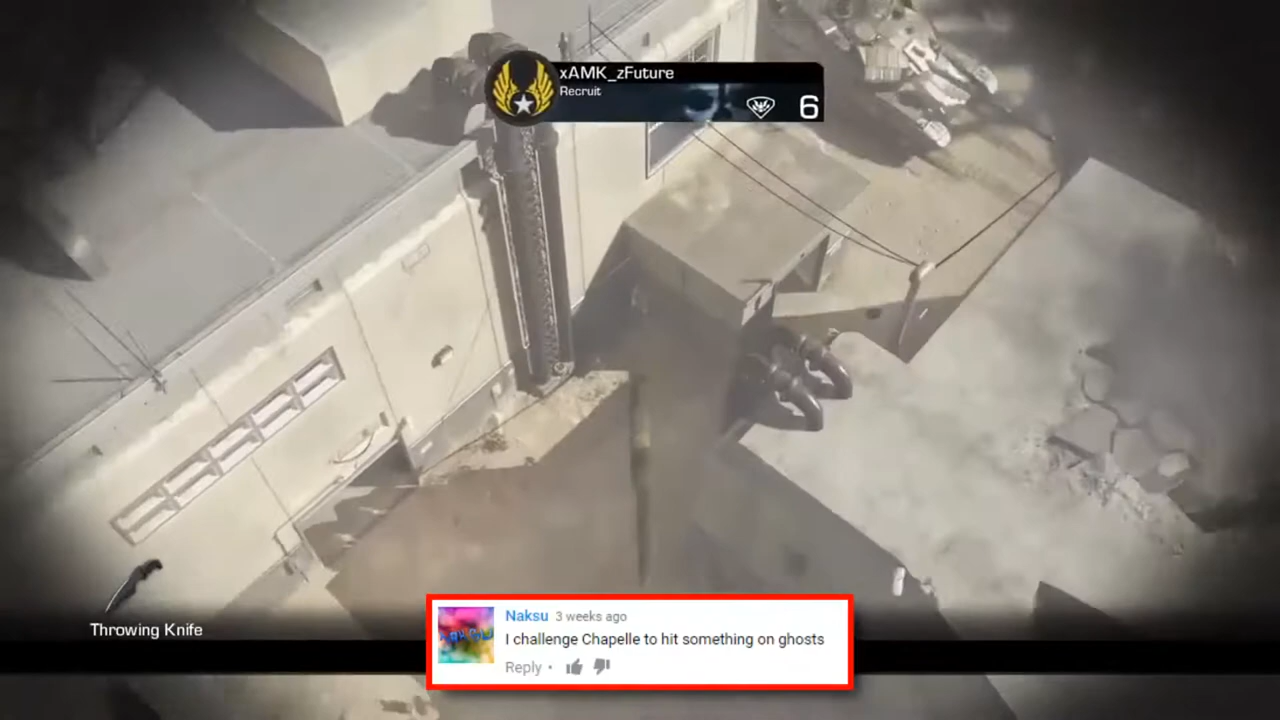 xAMK_zFuture
Recruit
6
Throwing Knife
Naksu 3 weeks ago
I challenge Chapelle to hit something on ghosts
Reply •